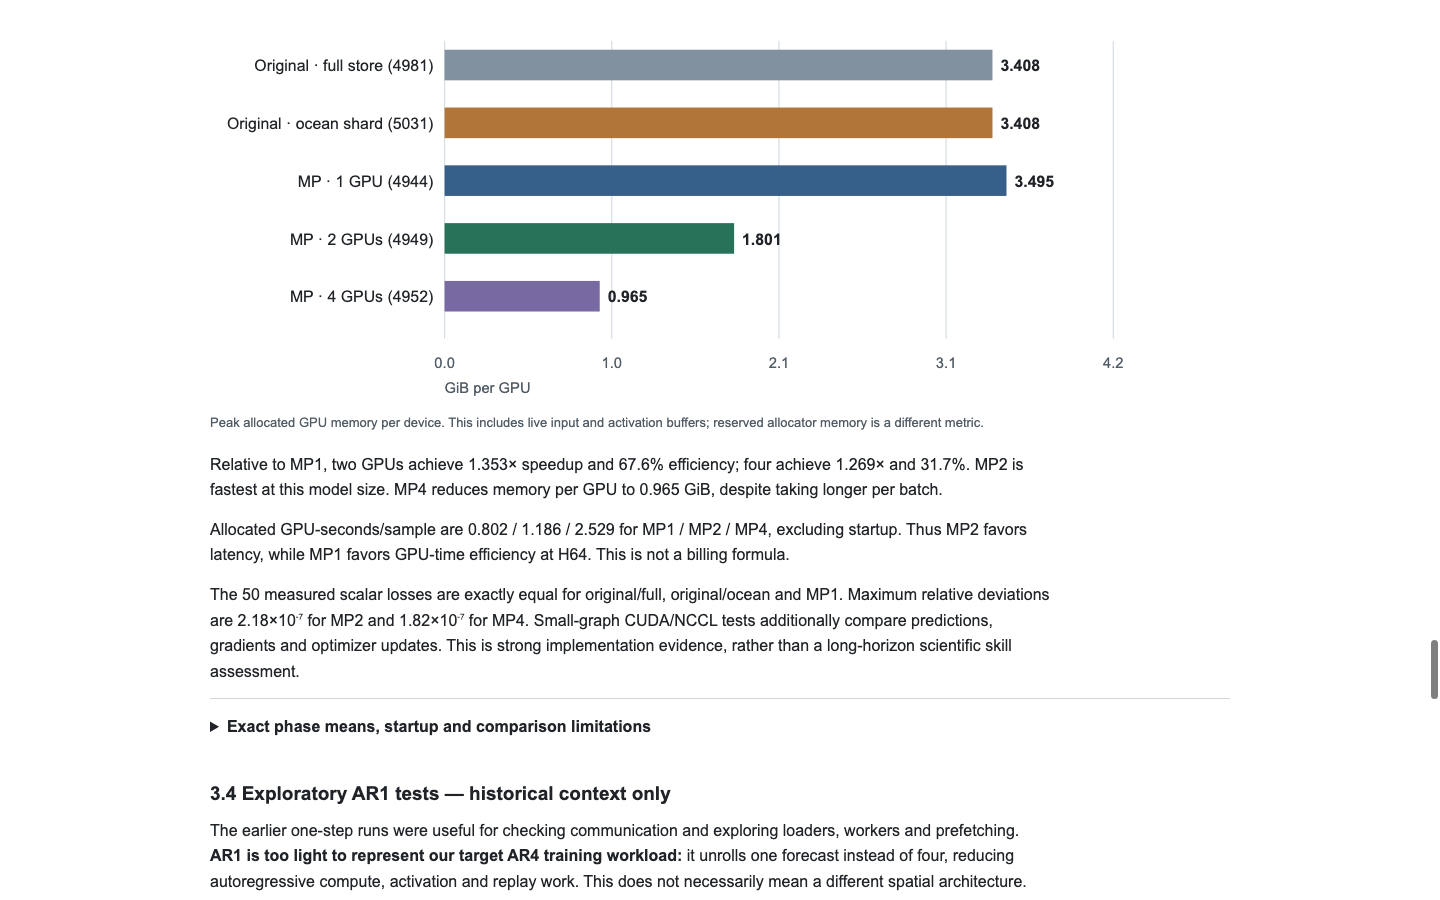 Original · full store (4981)
3.408
Original · ocean shard (5031)
3.408
MP · 1 GPU (4944)
3.495
MP · 2 GPUs (4949)
1.801
MP · 4 GPUs (4952)
0.965
0.0 1.0 2.1 3.1 4.2
GiB per GPU
Peak allocated GPU memory per device. This includes live input and activation buffers; reserved allocator memory is a different metric.
Relative to MP1, two GPUs achieve 1.353× speedup and 67.6% efficiency; four achieve 1.269× and 31.7%. MP2 is
fastest at this model size. MP4 reduces memory per GPU to 0.965 GiB, despite taking longer per batch.
Allocated GPU-seconds/sample are 0.802 / 1.186 / 2.529 for MP1 / MP2 / MP4, excluding startup. Thus MP2 favors
latency, while MP1 favors GPU-time efficiency at H64. This is not a billing formula.
The 50 measured scalar losses are exactly equal for original/full, original/ocean and MP1. Maximum relative deviations
are 2.18×10⁻⁷ for MP2 and 1.82×10⁻⁷ for MP4. Small-graph CUDA/NCCL tests additionally compare predictions,
gradients and optimizer updates. This is strong implementation evidence, rather than a long-horizon scientific skill
assessment.
▶ Exact phase means, startup and comparison limitations
3.4 Exploratory AR1 tests — historical context only
The earlier one-step runs were useful for checking communication and exploring loaders, workers and prefetching.
AR1 is too light to represent our target AR4 training workload: it unrolls one forecast instead of four, reducing
autoregressive compute, activation and replay work. This does not necessarily mean a different spatial architecture.